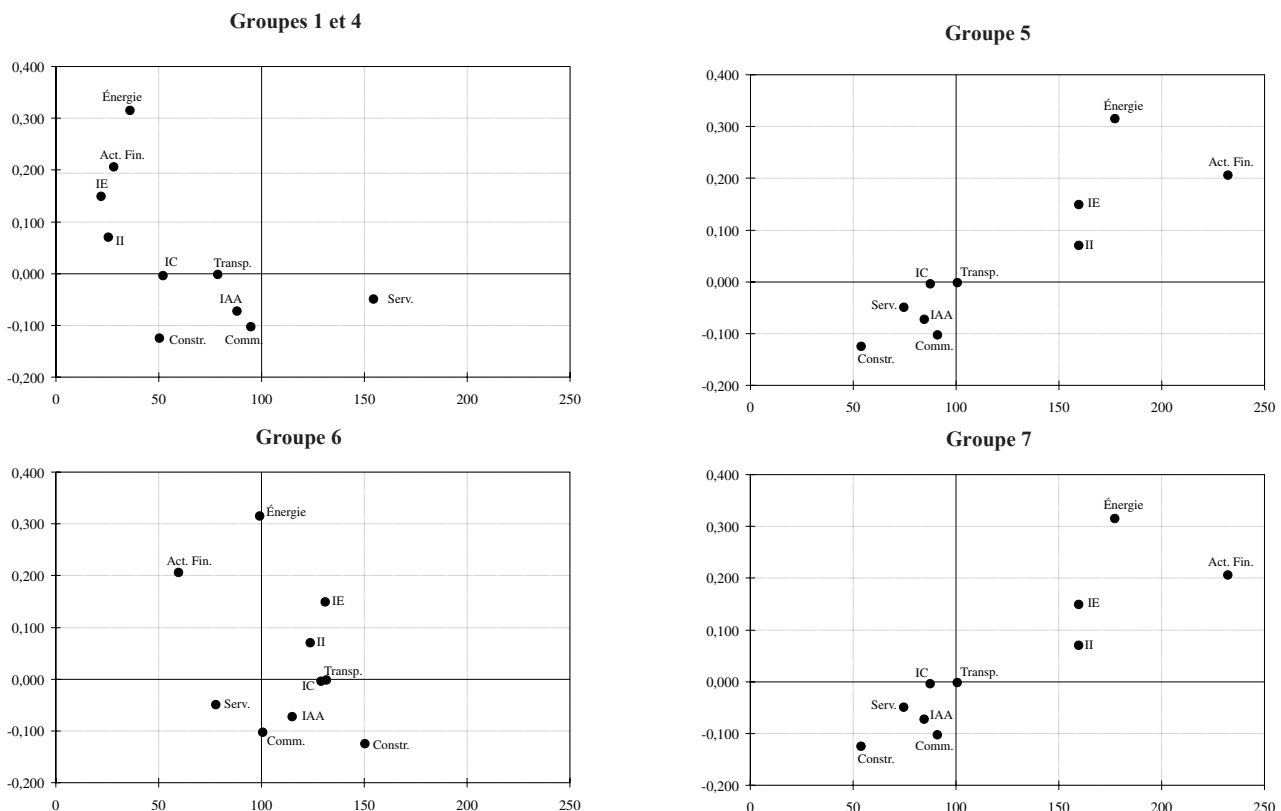 Groupes 1 et 4
0,400
0,300
0,200
0,100
0,000
-0,100
-0,200
Énergie
Act. Fin.
IE
II
IC
Transp.
IAA
Serv.
Constr.
Comm.
0
50
100
150
200
250
Groupe 5
0,400
0,300
0,200
0,100
0,000
-0,100
-0,200
Énergie
Act. Fin.
IE
II
IC
Transp.
Serv.
IAA
Comm.
Constr.
0
50
100
150
200
250
Groupe 6
0,400
0,300
0,200
0,100
0,000
-0,100
-0,200
Énergie
Act. Fin.
IE
II
Transp.
IC
Serv.
IAA
Comm.
Constr.
0
50
100
150
200
250
Groupe 7
0,400
0,300
0,200
0,100
0,000
-0,100
-0,200
Énergie
Act. Fin.
IE
II
IC
Transp.
Serv.
IAA
Comm.
Constr.
0
50
100
150
200
250